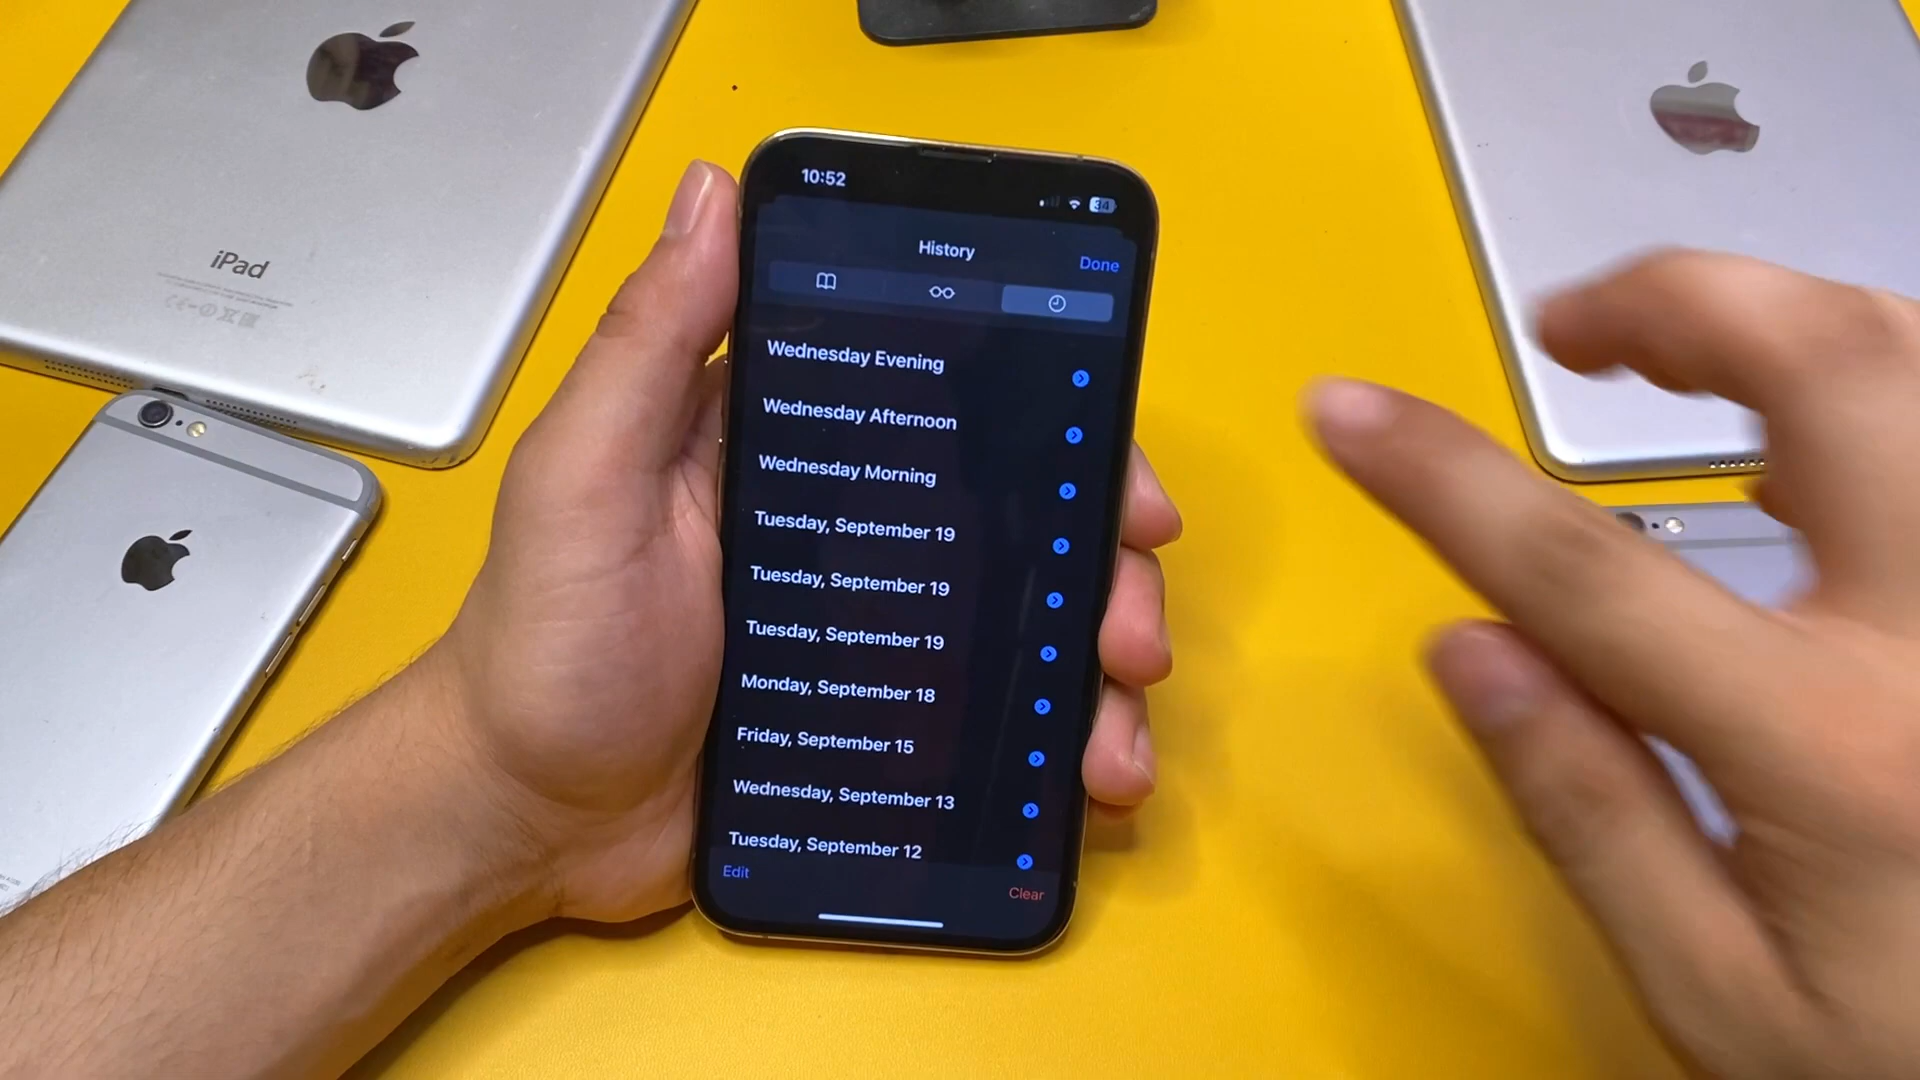 iPad
10:52
34
History
Done
Wednesday Evening
Wednesday Afternoon
Wednesday Morning
Tuesday, September 19
Tuesday, September 19
Tuesday, September 19
Monday, September 18
Friday, September 15
Wednesday, September 13
Tuesday, September 12
Edit
Clear